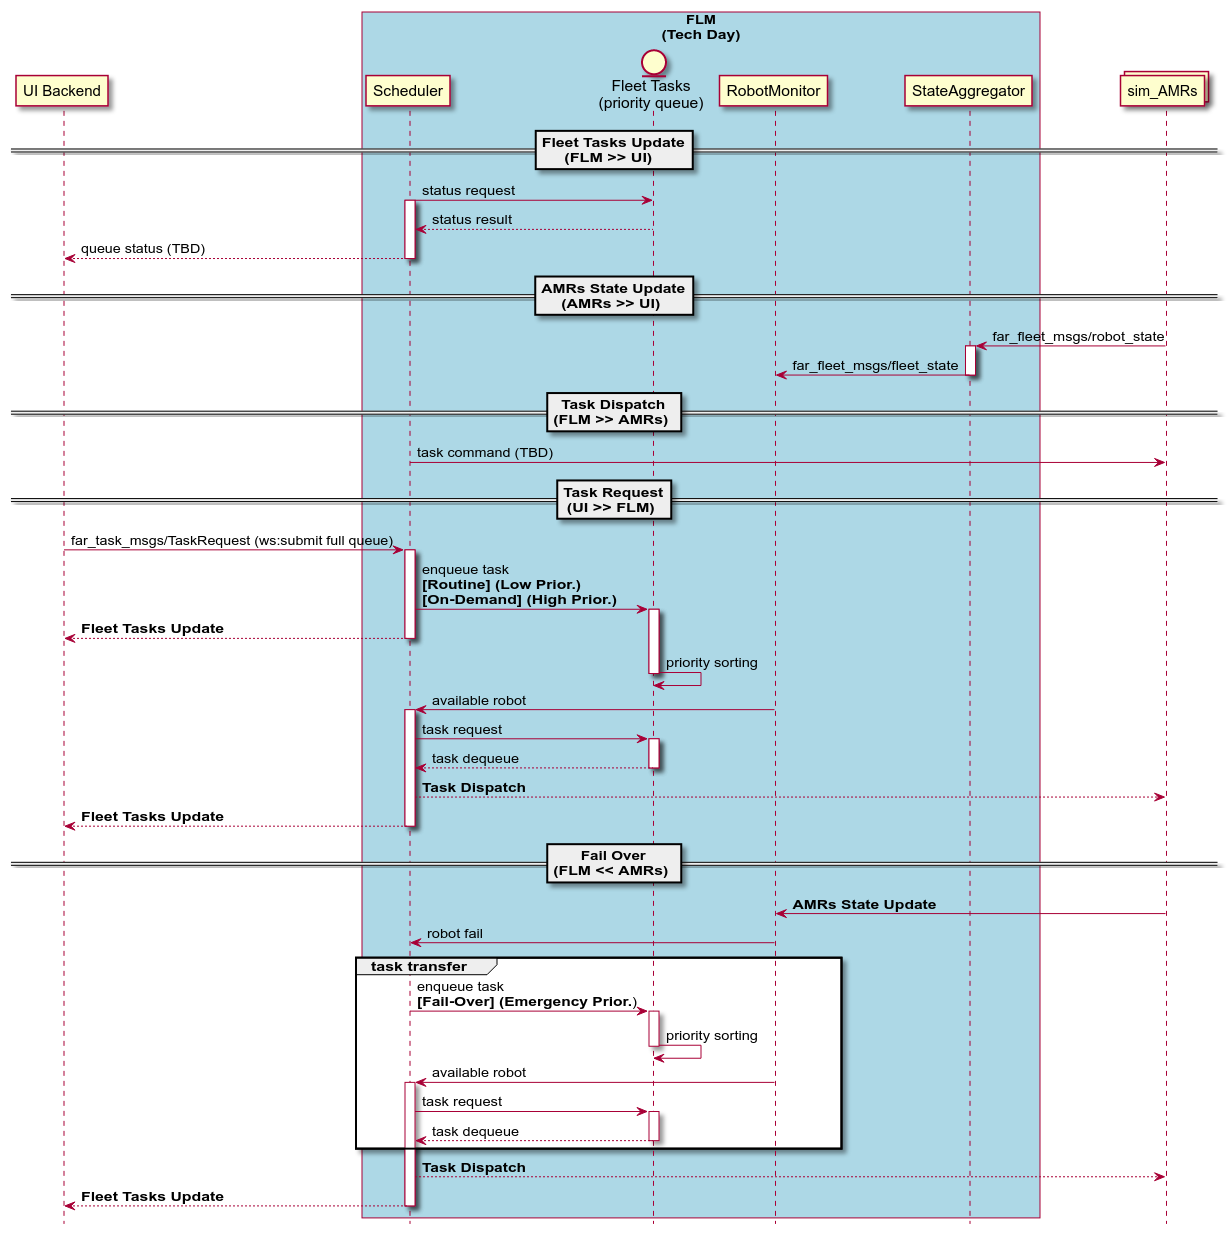 FLM
(Tech Day)
UI Backend
Scheduler
Fleet Tasks
(priority queue)
RobotMonitor
StateAggregator
sim_AMRs
Fleet Tasks Update
(FLM >> UI)
status request
status result
queue status (TBD)
AMRs State Update
(AMRs >> UI)
far_fleet_msgs/robot_state
far_fleet_msgs/fleet_state
Task Dispatch
(FLM >> AMRs)
task command (TBD)
Task Request
(UI >> FLM)
far_task_msgs/TaskRequest (ws:submit full queue)
enqueue task
[Routine] (Low Prior.)
[On-Demand] (High Prior.)
Fleet Tasks Update
priority sorting
available robot
task request
task dequeue
Task Dispatch
Fleet Tasks Update
Fail Over
(FLM << AMRs)
AMRs State Update
robot fail
task transfer
enqueue task
[Fail-Over] (Emergency Prior.)
priority sorting
available robot
task request
task dequeue
Task Dispatch
Fleet Tasks Update